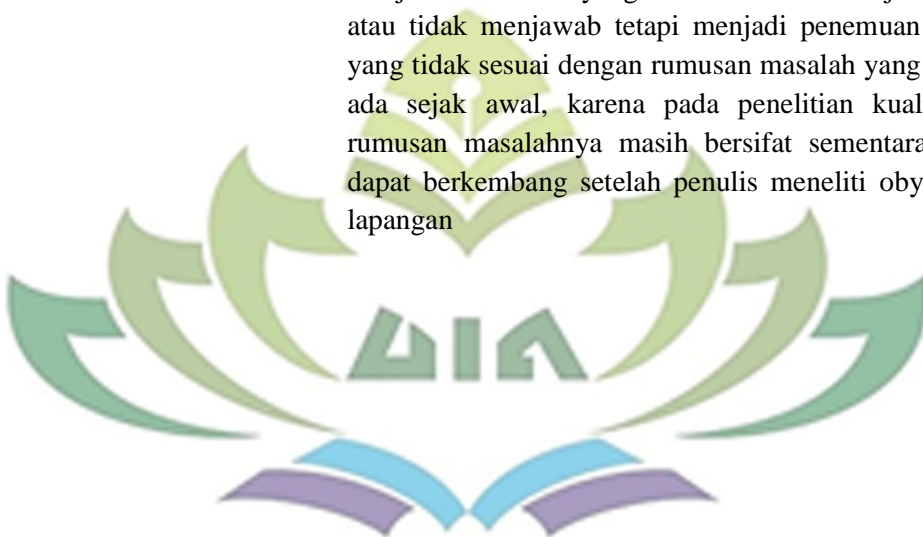 atau tidak menjawab tetapi menjadi penemuan
yang tidak sesuai dengan rumusan masalah yang
ada sejak awal, karena pada penelitian kual
rumusan masalahnya masih bersifat sementara
dapat berkembang setelah penulis meneliti oby
lapangan
UIN